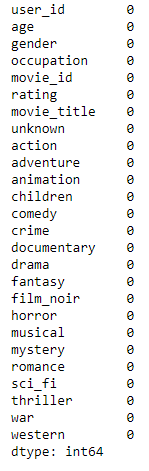 user_id 0
age 0
gender 0
occupation 0
movie_id 0
rating 0
movie_title 0
unknown 0
action 0
adventure 0
animation 0
children 0
comedy 0
crime 0
documentary 0
drama 0
fantasy 0
film_noir 0
horror 0
musical 0
mystery 0
romance 0
sci_fi 0
thriller 0
war 0
western 0
dtype: int64